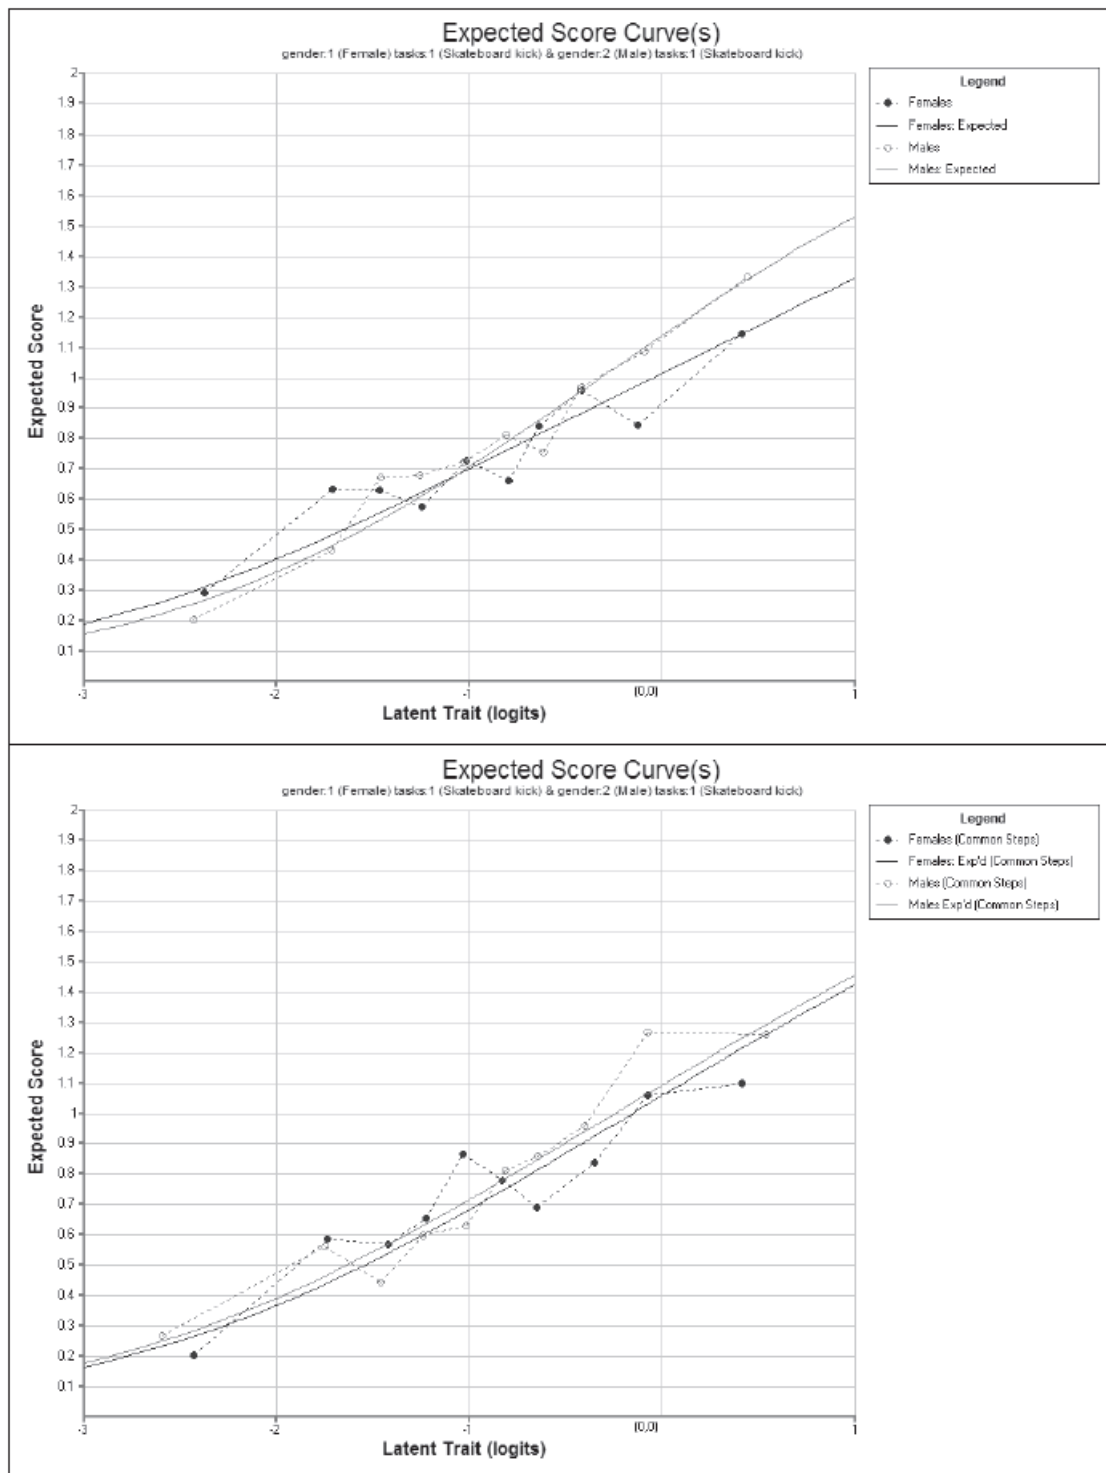 Expected Score Curve(s)
gender:1 (Female) tasks:1 (Skateboard kick) & gender:2 (Male) tasks:1 (Skateboard kick)
2
1.9
1.8
1.7
1.6
1.5
1.4
1.3
1.2
1.1
1
0.9
0.8
0.7
0.6
0.5
0.4
0.3
0.2
0.1
Expected Score
-3
-2
-1
(0,0)
1
Latent Trait (logits)
Legend
Females
Females: Expected
Males
Males: Expected
Expected Score Curve(s)
gender:1 (Female) tasks:1 (Skateboard kick) & gender:2 (Male) tasks:1 (Skateboard kick)
2
1.9
1.8
1.7
1.6
1.5
1.4
1.3
1.2
1.1
1
0.9
0.8
0.7
0.6
0.5
0.4
0.3
0.2
0.1
Expected Score
-3
-2
-1
(0,0)
1
Latent Trait (logits)
Legend
Females (Common Steps)
Females: Exp'd (Common Steps)
Males (Common Steps)
Males Exp'd (Common Steps)